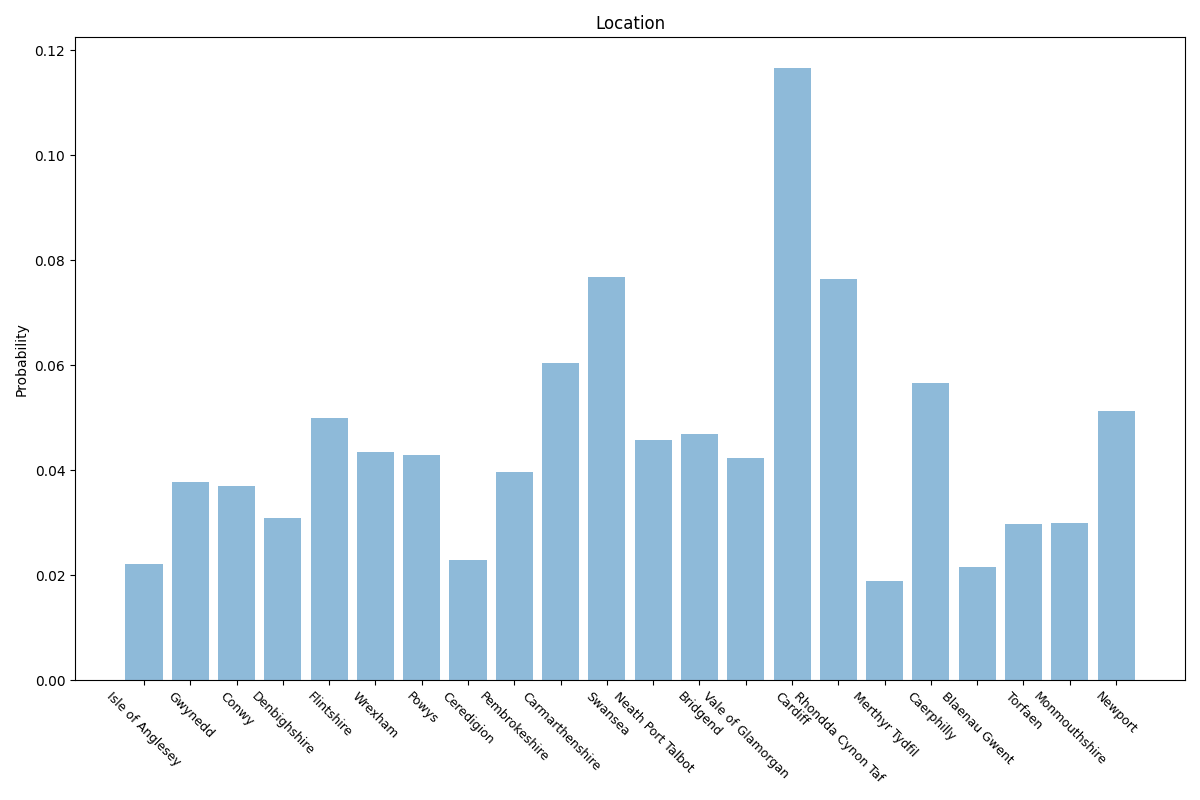 Location
Probability
0.12
0.10
0.08
0.06
0.04
0.02
0.00
Isle of Anglesey
Gwynedd
Conwy
Denbighshire
Flintshire
Wrexham
Powys
Ceredigion
Pembrokeshire
Carmarthenshire
Swansea
Neath Port Talbot
Bridgend
Vale of Glamorgan
Cardiff
Rhondda Cynon Taf
Merthyr Tydfil
Caerphilly
Blaenau Gwent
Torfaen
Monmouthshire
Newport